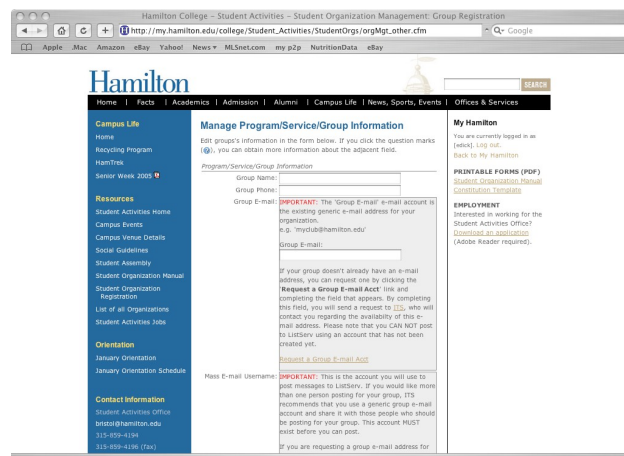 Hamilton College – Student Activities – Student Organization Management: Group Registration
http://my.hamilton.edu/college/Student_Activities/StudentOrgs/orgMgt_other.cfm
Google
Apple .Mac Amazon eBay Yahoo! News MLSnet.com my p2p NutritionData eBay
Hamilton
SEARCH
Home | Facts | Academics | Admission | Alumni | Campus Life | News, Sports, Events | Offices & Services
Campus Life
Home
Recycling Program
HamTrek
Senior Week 2005
Resources
Student Activities Home
Campus Events
Campus Venue Details
Social Guidelines
Student Assembly
Student Organization Manual
Student Organization
Registration
List of all Organizations
Student Activities Jobs
Orientation
January Orientation
January Orientation Schedule
Contact Information
Student Activities Office
bristol@hamilton.edu
315-859-4194
315-859-4196 (fax)
Manage Program/Service/Group Information
Edit groups's information in the form below. If you click the question marks
(?), you can obtain more information about the adjacent field.
Program/Service/Group Information
Group Name:
Group Phone:
Group E-mail:
IMPORTANT: The 'Group E-mail' e-mail account is
the existing generic e-mail address for your
organization.
e.g. 'myclub@hamilton.edu'
Group E-mail:
If your group doesn't already have an e-mail
address, you can request one by clicking the
'Request a Group E-mail Acct' link and
completing the field that appears. By completing
this field, you will send a request to ITS, who will
contact you regarding the availabilty of this e-
mail address. Please note that you CAN NOT post
to ListServ using an account that has not been
created yet.
Request a Group E-mail Acct
Mass E-mail Username:
IMPORTANT: This is the account you will use to
post messages to ListServ. If you would like more
than one person posting for your group, ITS
recommends that you use a generic group e-mail
account and share it with those people who should
be posting for your group. This account MUST
exist before you can post.
If you are requesting a group e-mail address for
My Hamilton
You are currently logged in as
[edick]. Log out.
Back to My Hamilton
PRINTABLE FORMS (PDF)
Student Organization Manual
Constitution Template
EMPLOYMENT
Interested in working for the
Student Activities Office?
Download an application
(Adobe Reader required).